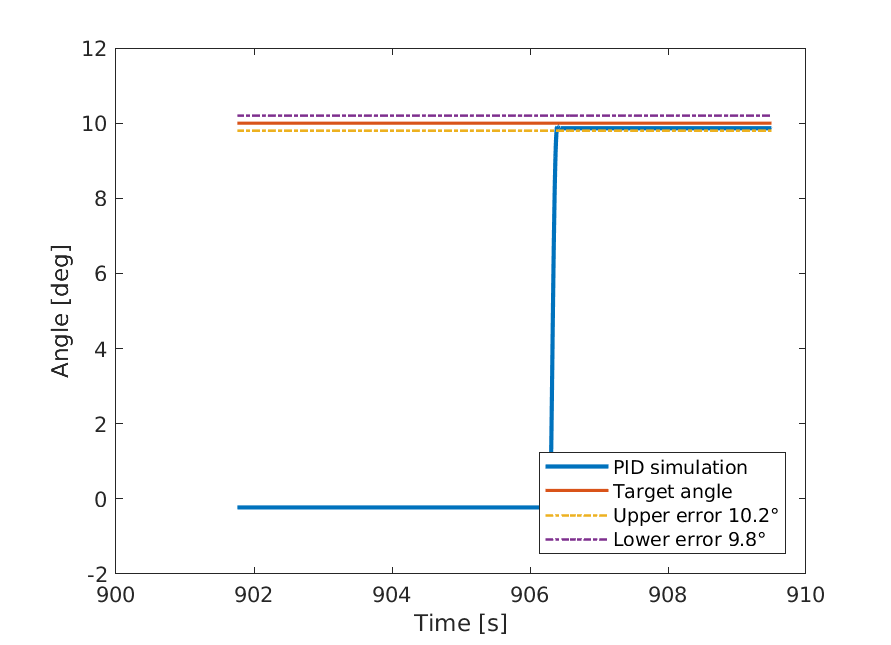 12
10
8
6
4
2
0
-2
Angle [deg]
PID simulation
Target angle
Upper error 10.2°
Lower error 9.8°
900
902
904
906
908
910
Time [s]